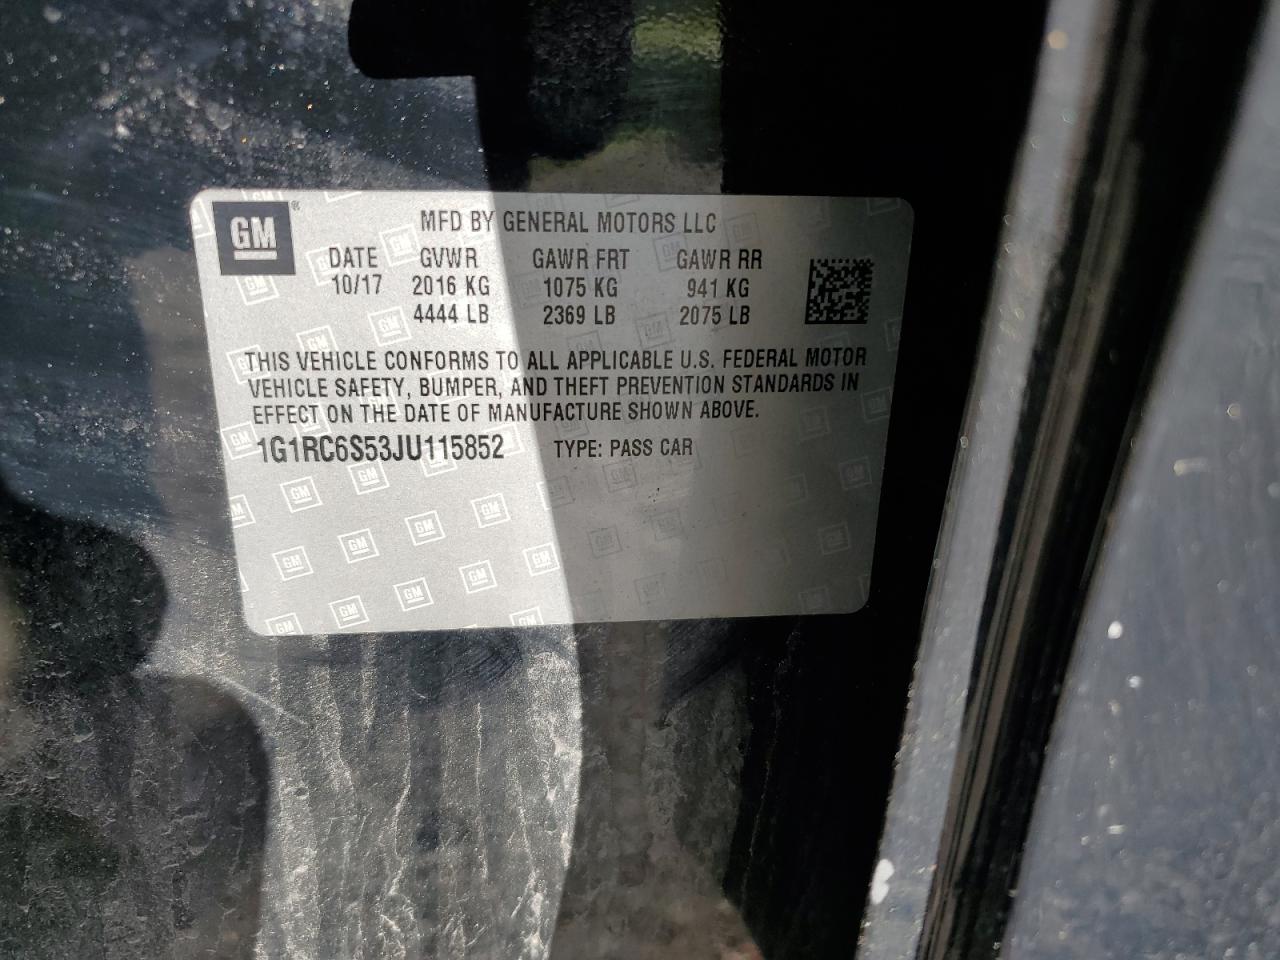 GM ®
MFD BY GENERAL MOTORS LLC
DATE GVWR GAWR FRT GAWR RR
10/17 2016 KG 1075 KG 941 KG
4444 LB 2369 LB 2075 LB
THIS VEHICLE CONFORMS TO ALL APPLICABLE U.S. FEDERAL MOTOR
VEHICLE SAFETY, BUMPER, AND THEFT PREVENTION STANDARDS IN
EFFECT ON THE DATE OF MANUFACTURE SHOWN ABOVE.
1G1RC6S53JU115852 TYPE: PASS CAR